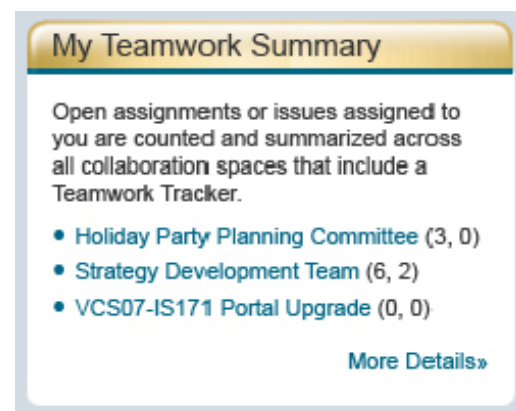 My Teamwork Summary
Open assignments or issues assigned to
you are counted and summarized across
all collaboration spaces that include a
Teamwork Tracker.
• Holiday Party Planning Committee (3, 0)
• Strategy Development Team (6, 2)
• VCS07-IS171 Portal Upgrade (0, 0)
More Details»